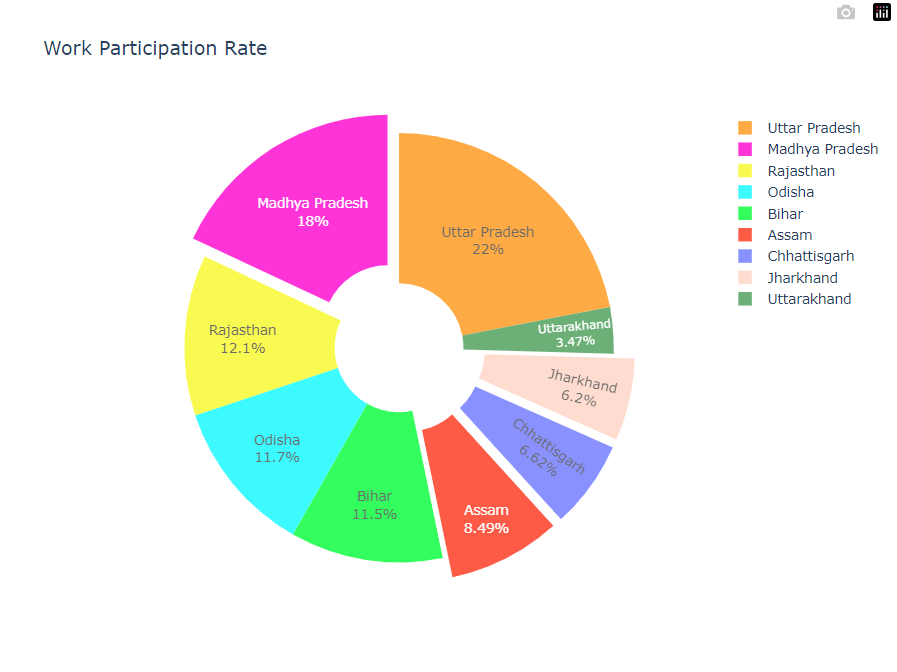 Work Participation Rate
Madhya Pradesh
18%
Uttar Pradesh
22%
Uttarakhand
3.47%
Rajasthan
12.1%
Jharkhand
6.2%
Chhattisgarh
6.62%
Odisha
11.7%
Bihar
11.5%
Assam
8.49%
Uttar Pradesh
Madhya Pradesh
Rajasthan
Odisha
Bihar
Assam
Chhattisgarh
Jharkhand
Uttarakhand